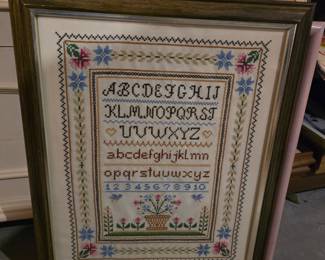 ABCDEFGHIJ
KLMNOPQRST
UVWXYZ
abcdefghijklmn
opqrstuvwxyz
12345678910